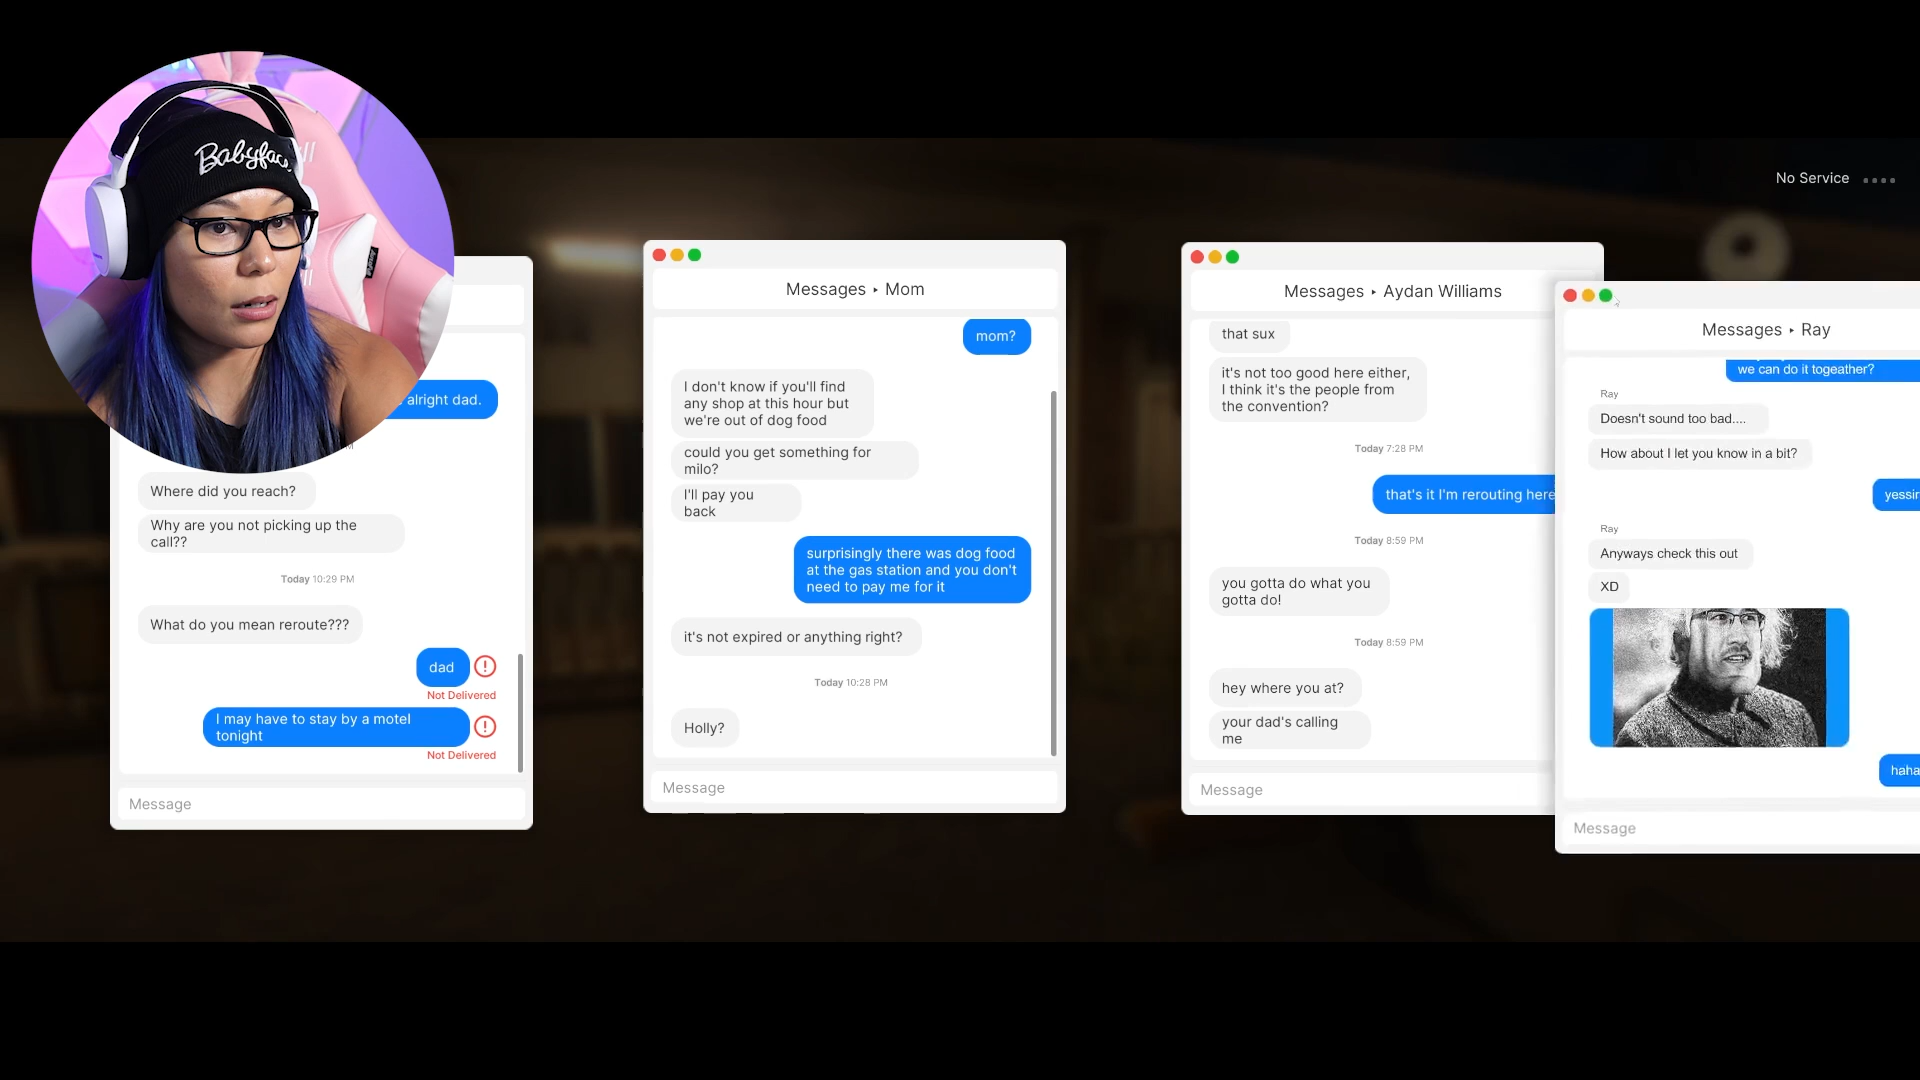 Babyface
No Service
alright dad.
Where did you reach?
Why are you not picking up the
call??
Today 10:29 PM
What do you mean reroute???
dad
Not Delivered
I may have to stay by a motel
tonight
Not Delivered
Message
Messages ‣ Mom
mom?
I don't know if you'll find
any shop at this hour but
we're out of dog food
could you get something for
milo?
I'll pay you
back
surprisingly there was dog food
at the gas station and you don't
need to pay me for it
it's not expired or anything right?
Today 10:28 PM
Holly?
Message
Messages ‣ Aydan Williams
that sux
it's not too good here either,
I think it's the people from
the convention?
Today 7:28 PM
that's it I'm rerouting here
Today 8:59 PM
you gotta do what you
gotta do!
Today 8:59 PM
hey where you at?
your dad's calling
me
Message
Messages ‣ Ray
we can do it togeather?
Ray
Doesn't sound too bad....
How about I let you know in a bit?
yessir
Ray
Anyways check this out
XD
haha
Message